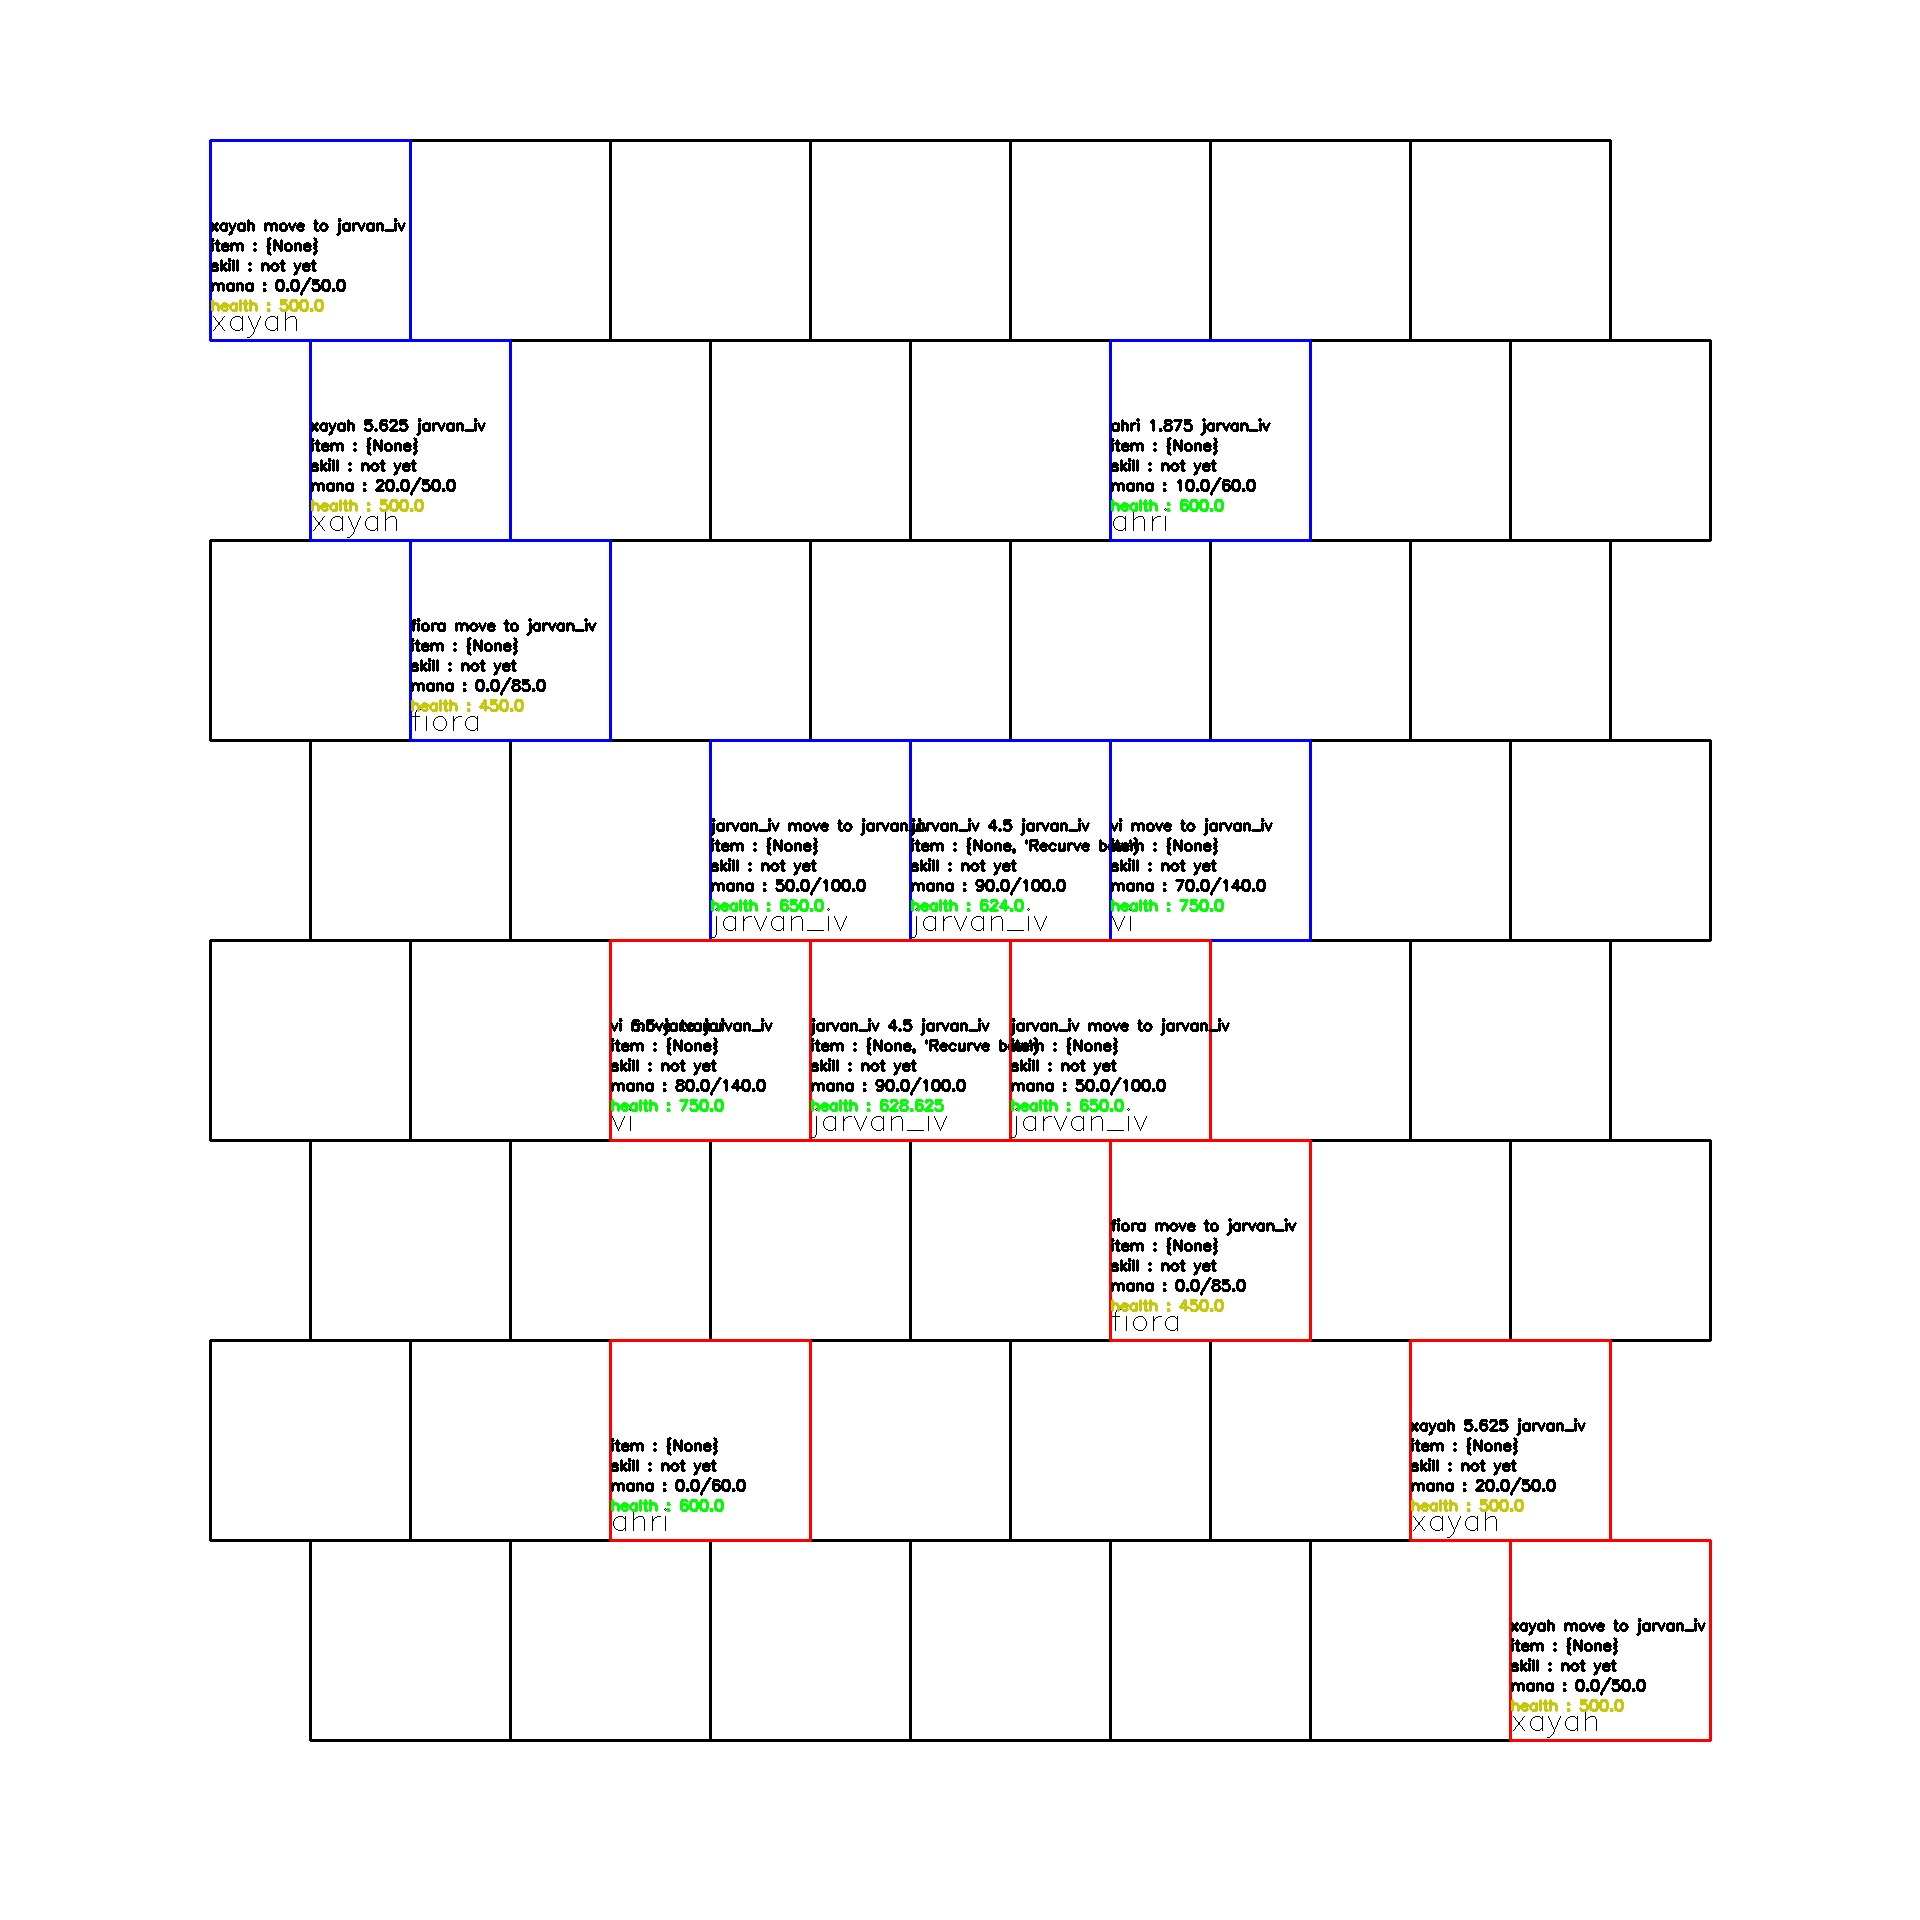 xayah move to jarvan_iv
item : {None}
skill : not yet
mana : 0.0/50.0
health : 500.0
xayah
xayah 5.625 jarvan_iv
item : {None}
skill : not yet
mana : 20.0/50.0
health : 500.0
xayah
ahri 1.875 jarvan_iv
item : {None}
skill : not yet
mana : 10.0/60.0
health : 600.0
ahri
fiora move to jarvan_iv
item : {None}
skill : not yet
mana : 0.0/85.0
health : 450.0
fiora
jarvan_iv move to jarvan_iv
item : {None}
skill : not yet
mana : 50.0/100.0
health : 650.0
jarvan_iv
jarvan_iv 4.5 jarvan_iv
item : {None, 'Recurve
skill : not yet
mana : 90.0/100.0
health : 624.0
jarvan_iv
vi move to jarvan_iv
item : {None}
skill : not yet
mana : 70.0/140.0
health : 750.0
vi
vi jarvan_iv
item : {None}
skill : not yet
mana : 80.0/140.0
health : 750.0
vi
jarvan_iv 4.5 jarvan_iv
item : {None, 'Recurve
skill : not yet
mana : 90.0/100.0
health : 628.625
jarvan_iv
jarvan_iv move to jarvan_iv
item : {None}
skill : not yet
mana : 50.0/100.0
health : 650.0
jarvan_iv
fiora move to jarvan_iv
item : {None}
skill : not yet
mana : 0.0/85.0
health : 450.0
fiora
item : {None}
skill : not yet
mana : 0.0/60.0
health : 600.0
ahri
xayah 5.625 jarvan_iv
item : {None}
skill : not yet
mana : 20.0/50.0
health : 500.0
xayah
xayah move to jarvan_iv
item : {None}
skill : not yet
mana : 0.0/50.0
health : 500.0
xayah